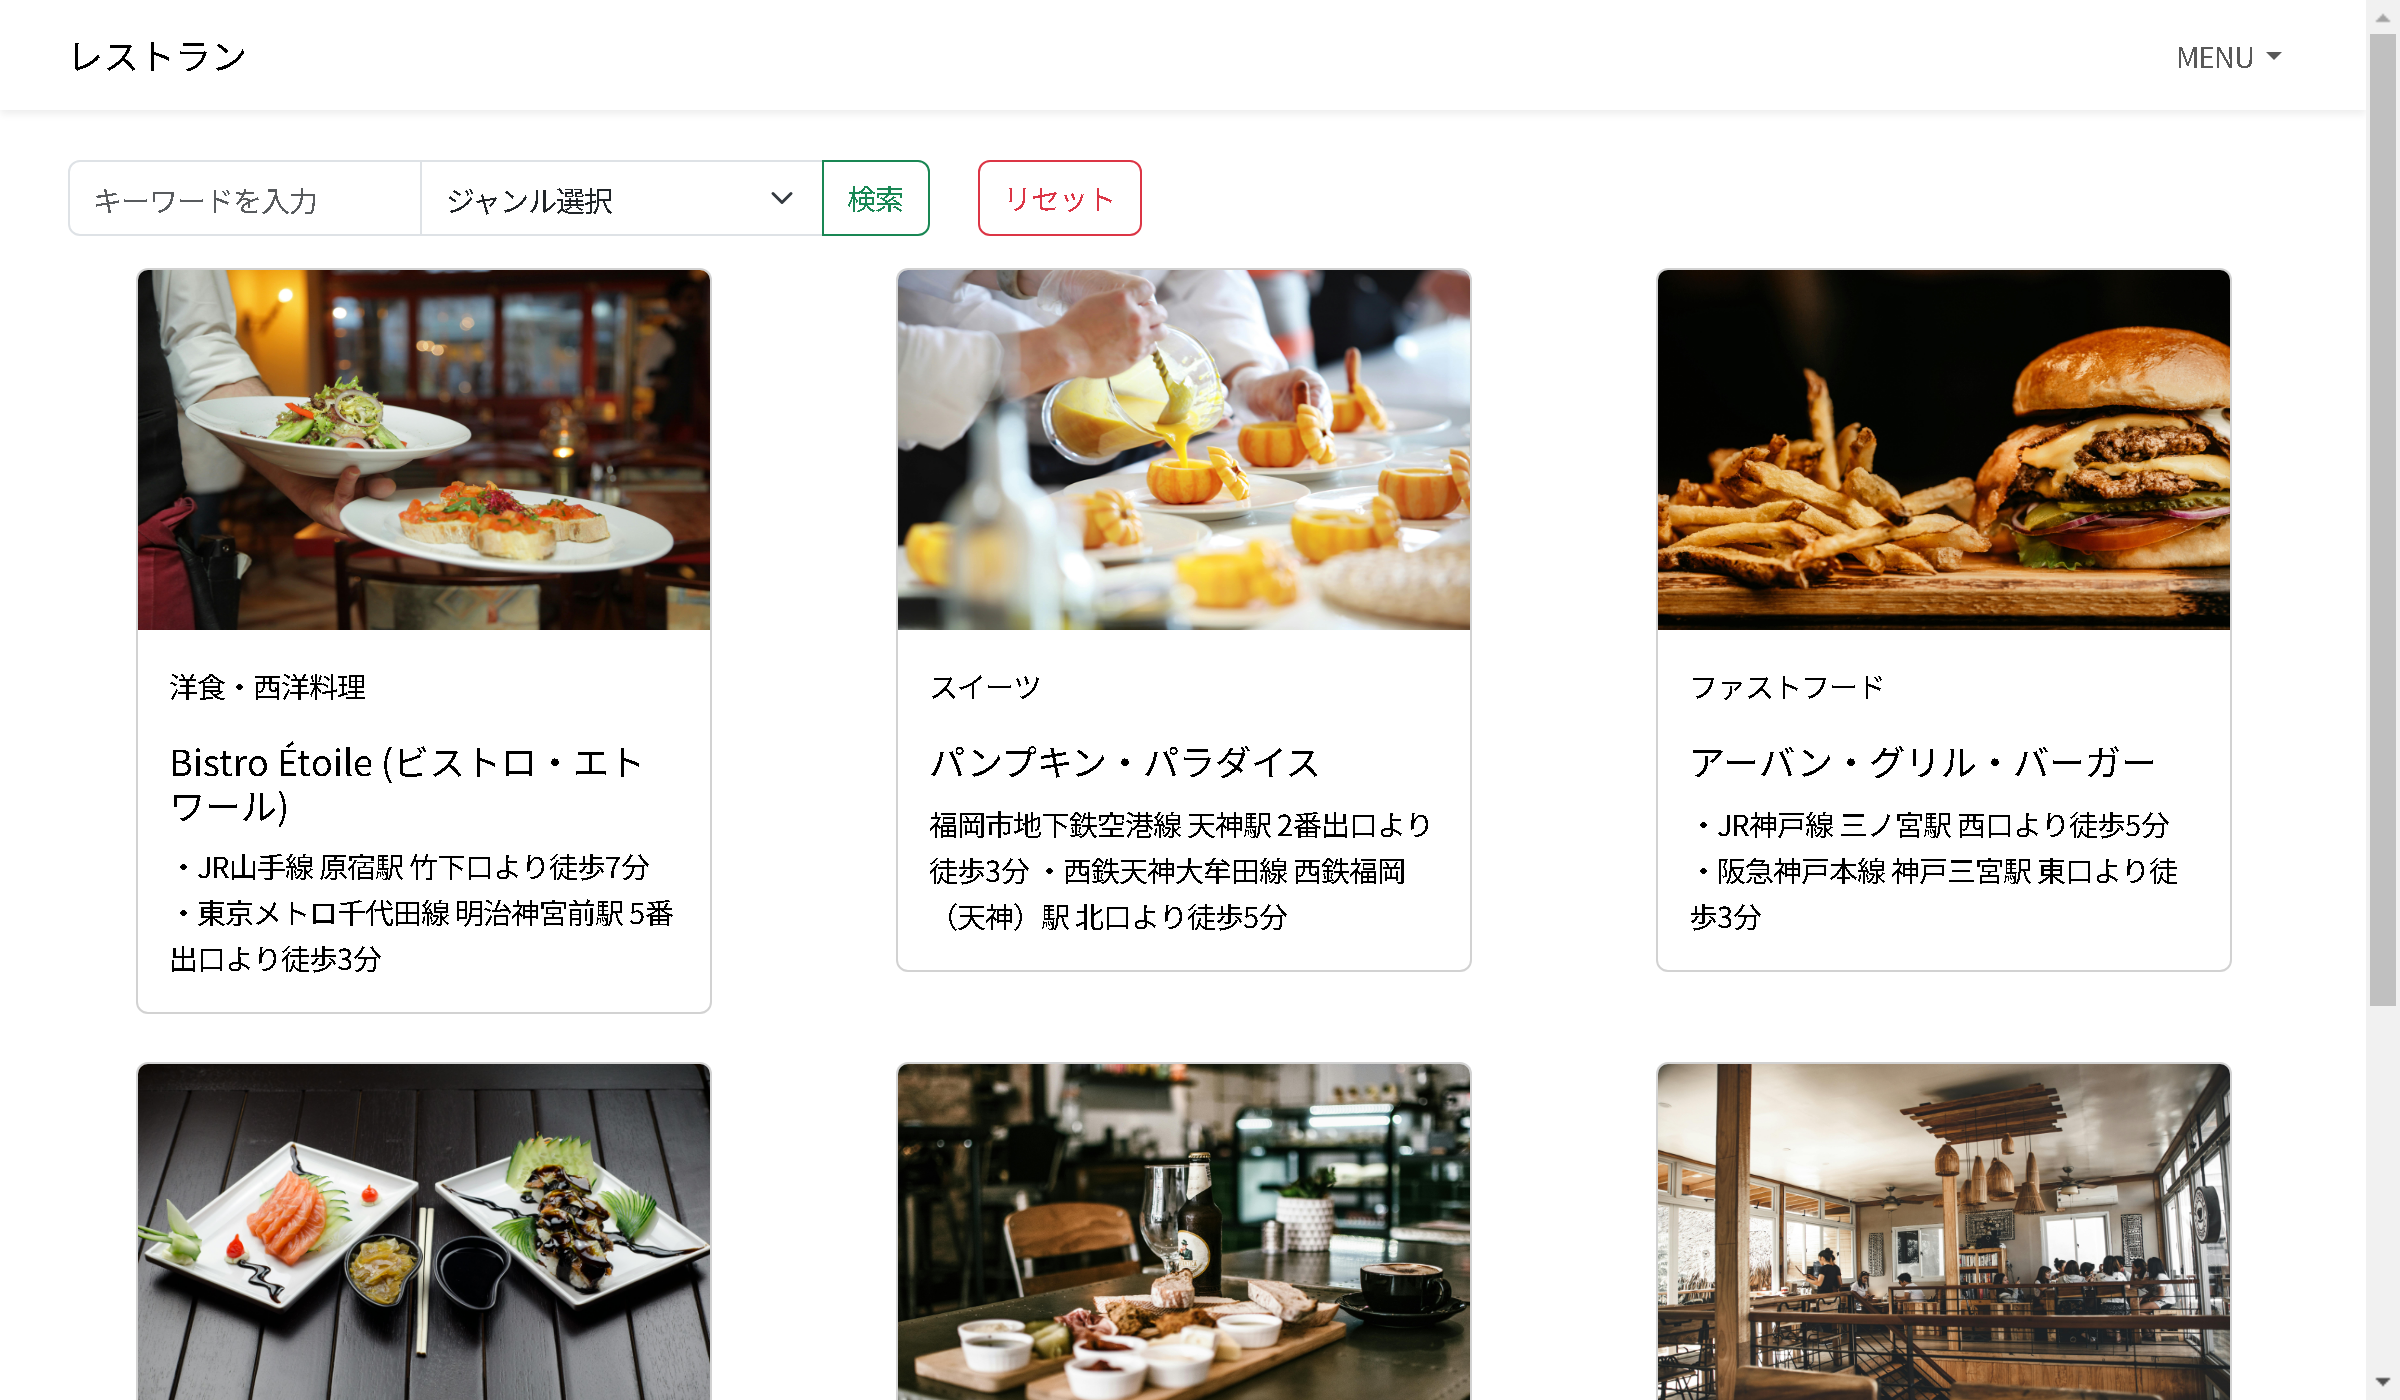 レストラン
MENU
キーワードを入力
ジャンル選択
検索
リセット
洋食・西洋料理
Bistro Étoile (ビストロ・エト
ワール)
・JR山手線 原宿駅 竹下口より徒歩7分
・東京メトロ千代田線 明治神宮前駅 5番
出口より徒歩3分
スイーツ
パンプキン・パラダイス
福岡市地下鉄空港線 天神駅 2番出口より
徒歩3分 ・西鉄天神大牟田線 西鉄福岡
（天神）駅 北口より徒歩5分
ファストフード
アーバン・グリル・バーガー
・JR神戸線 三ノ宮駅 西口より徒歩5分
・阪急神戸本線 神戸三宮駅 東口より徒
歩3分